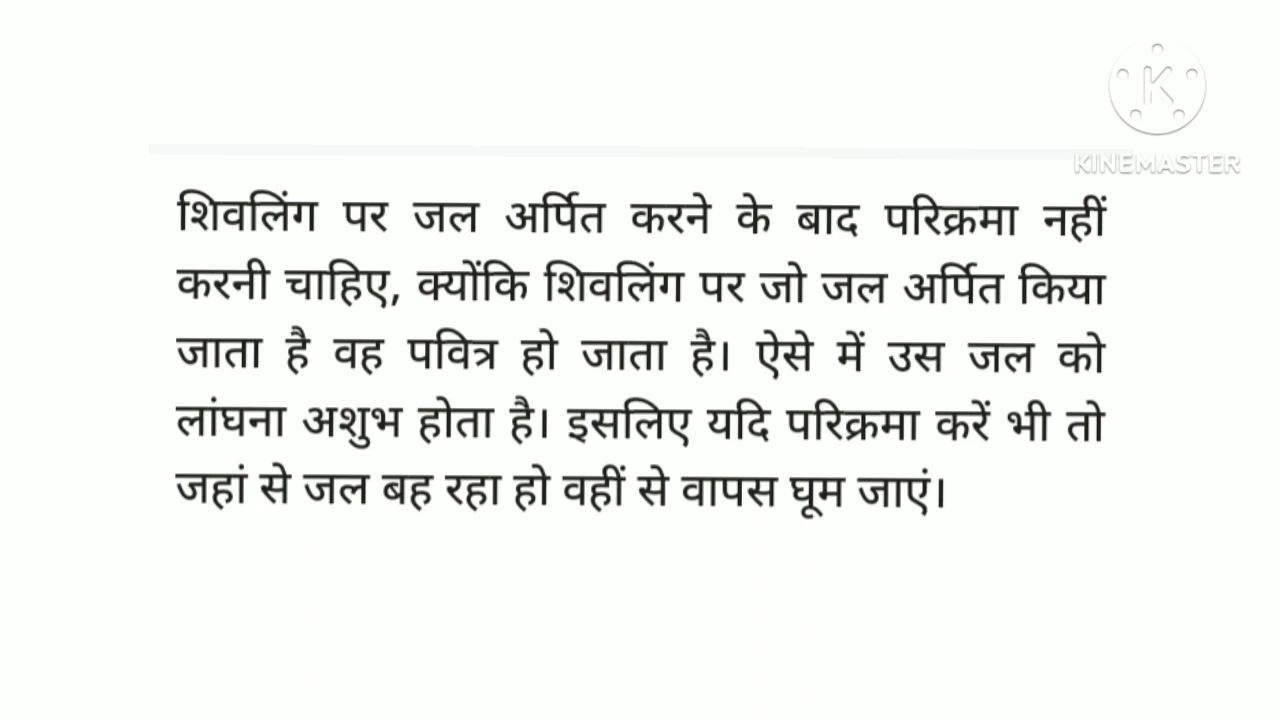 KINEMASTER
शिवलिंग पर जल अर्पित करने के बाद परिक्रमा नहीं
करनी चाहिए, क्योंकि शिवलिंग पर जो जल अर्पित किया
जाता है वह पवित्र हो जाता है। ऐसे में उस जल को
लांघना अशुभ होता है। इसलिए यदि परिक्रमा करें भी तो
जहां से जल बह रहा हो वहीं से वापस घूम जाएं।